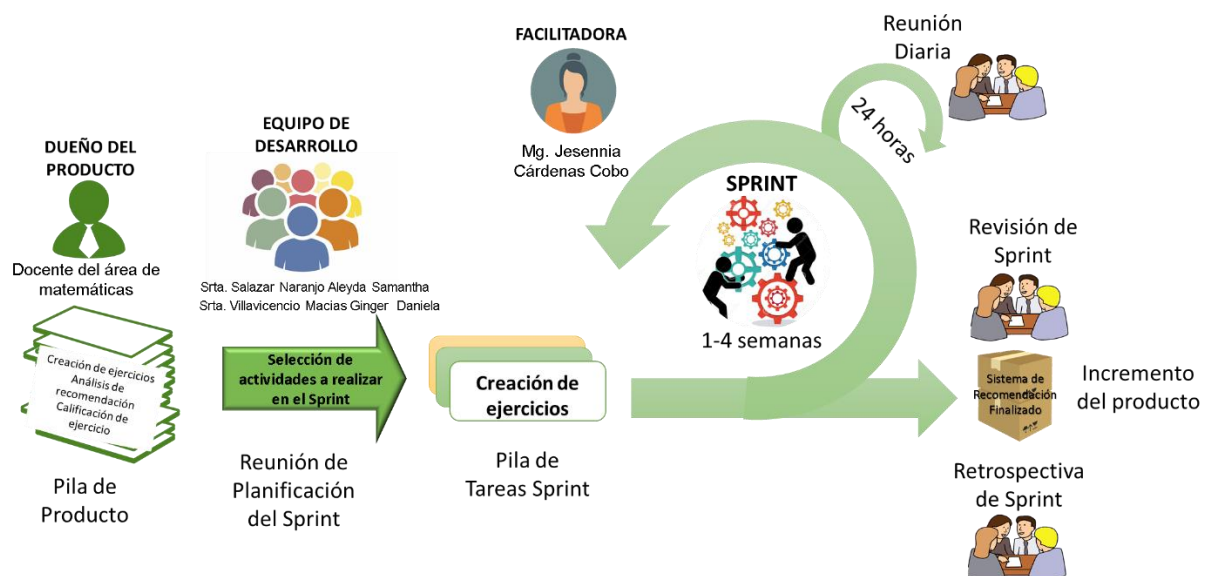 DUEÑO DEL
PRODUCTO
Docente del área de
matemáticas
Creación de ejercicios
Análisis de
recomendación
Calificación de
ejercicio
Pila de
Producto
EQUIPO DE
DESARROLLO
Srta. Salazar Naranjo Aleyda Samantha
Srta. Villavicencio Macias Ginger Daniela
Selección de
actividades a realizar
en el Sprint
Reunión de
Planificación
del Sprint
Creación de
ejercicios
Pila de
Tareas Sprint
FACILITADORA
Mg. Jesennia
Cárdenas Cobo
SPRINT
1-4 semanas
24 horas
Reunión
Diaria
Revisión de
Sprint
Sistema de
Recomendación
Finalizado
Incremento
del producto
Retrospectiva
de Sprint